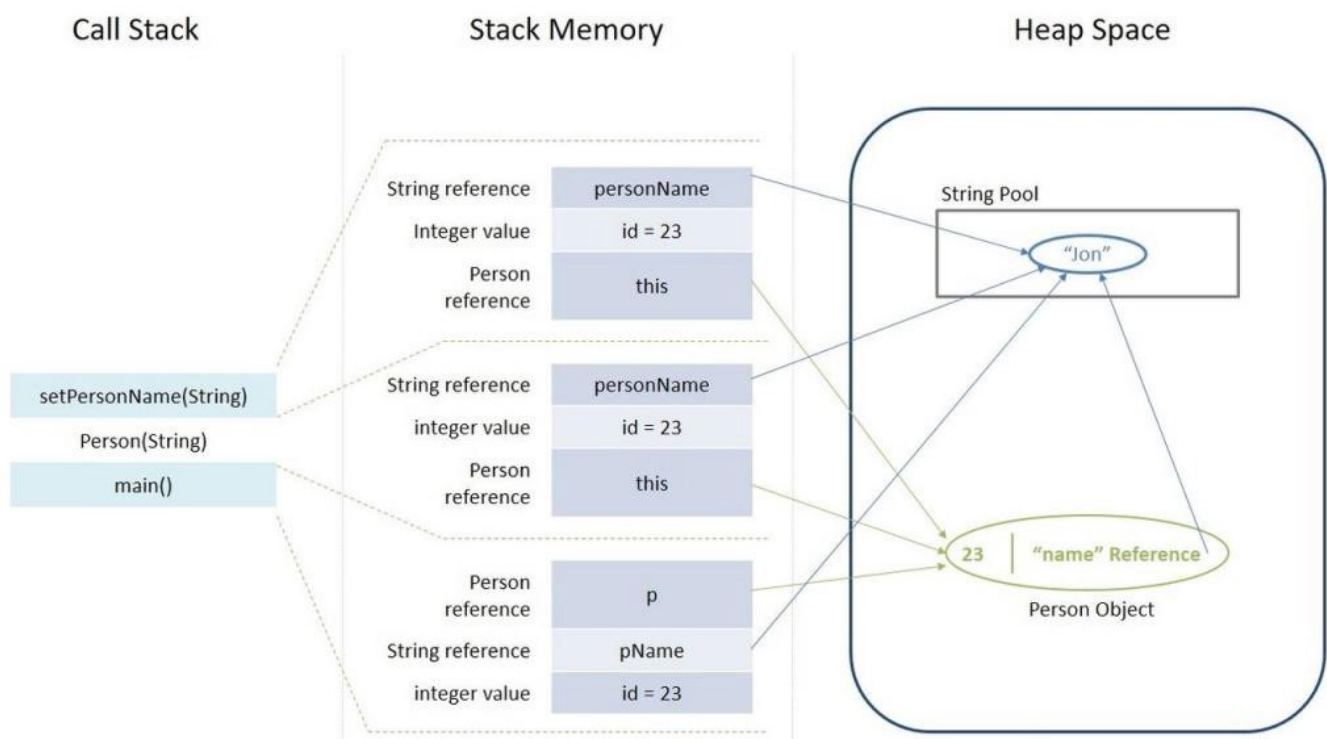 Call Stack
Stack Memory
Heap Space
String reference
personName
Integer value
id = 23
Person
reference
this
String reference
personName
integer value
id = 23
Person
reference
this
Person
reference
p
String reference
pName
integer value
id = 23
setPersonName(String)
Person(String)
main()
String Pool
“Jon”
23
“name” Reference
Person Object